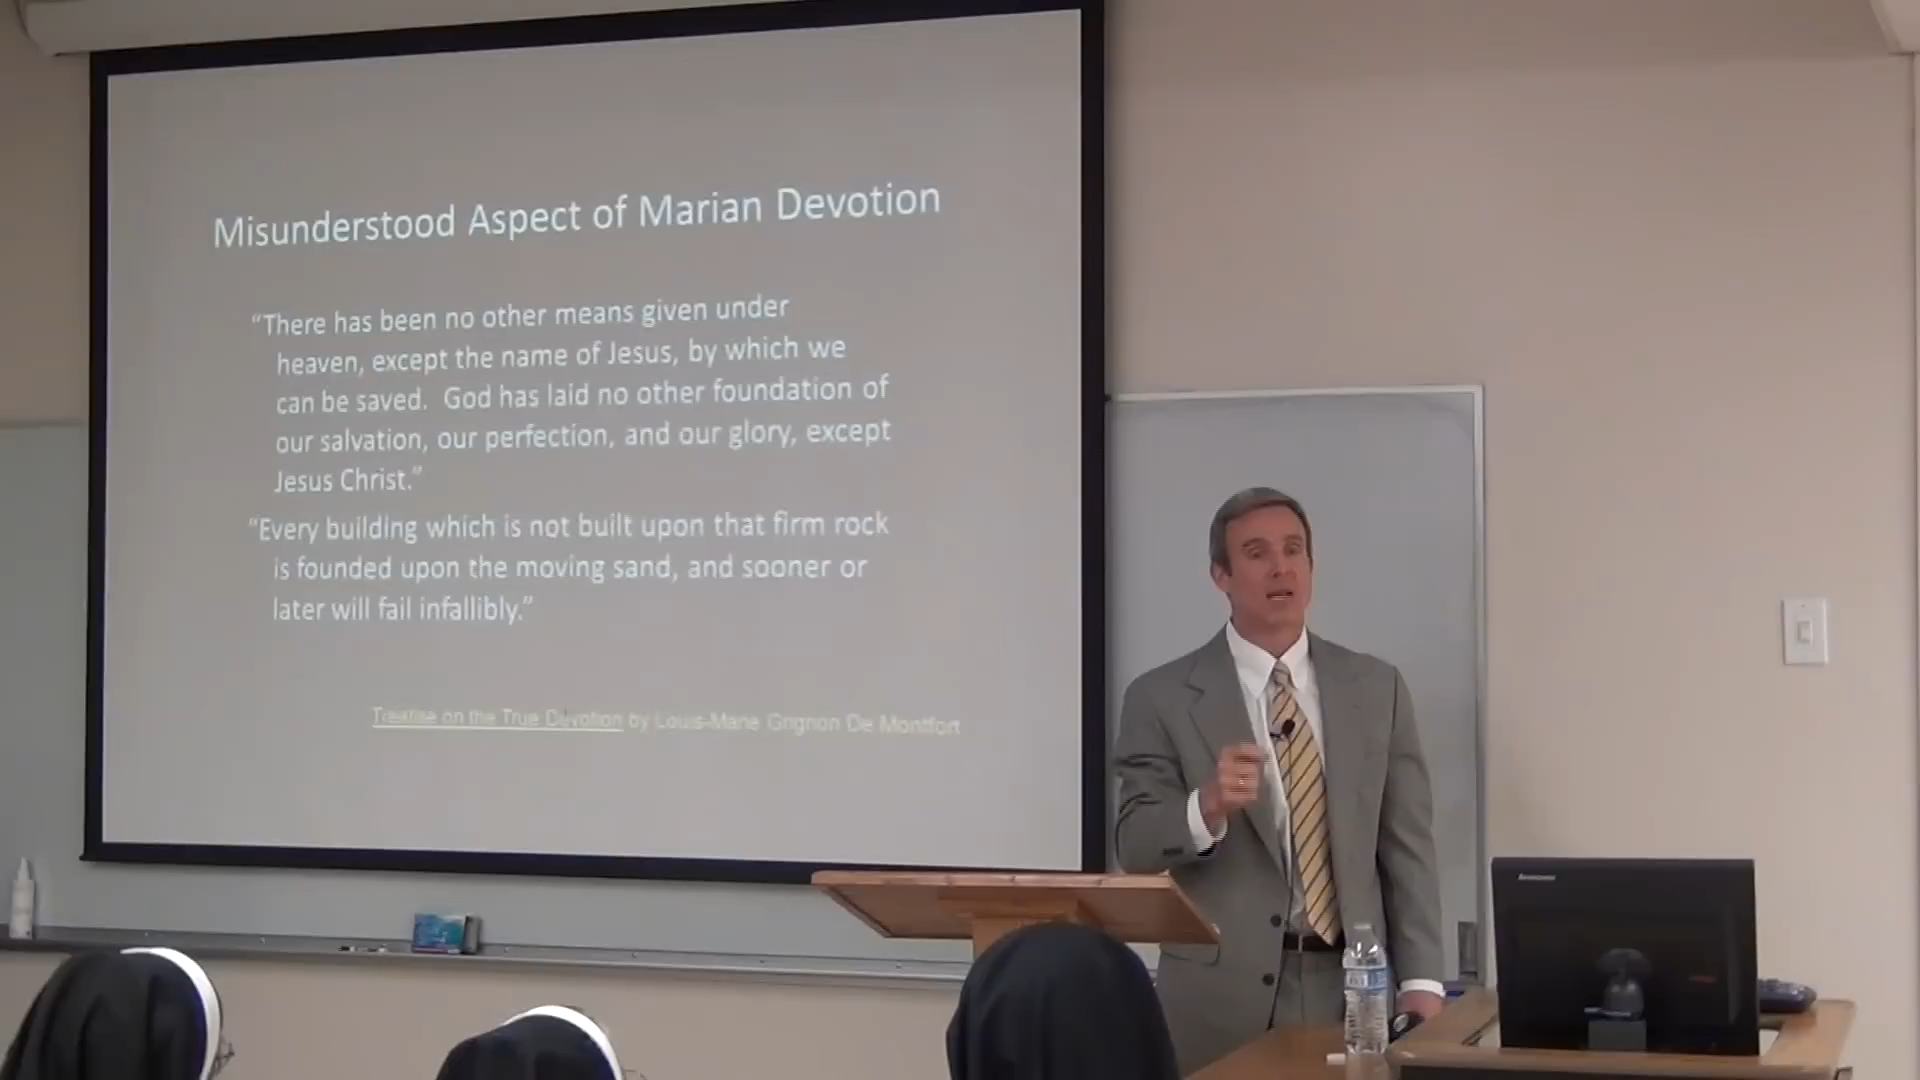 Misunderstood Aspect of Marian Devotion
“There has been no other means given under
heaven, except the name of Jesus, by which we
can be saved. God has laid no other foundation of
our salvation, our perfection, and our glory, except
Jesus Christ.”
“Every building which is not built upon that firm rock
is founded upon the moving sand, and sooner or
later will fail infallibly.”
Treatise on the True Devotion by Louis-Marie Grignon De Montfort
lenovo